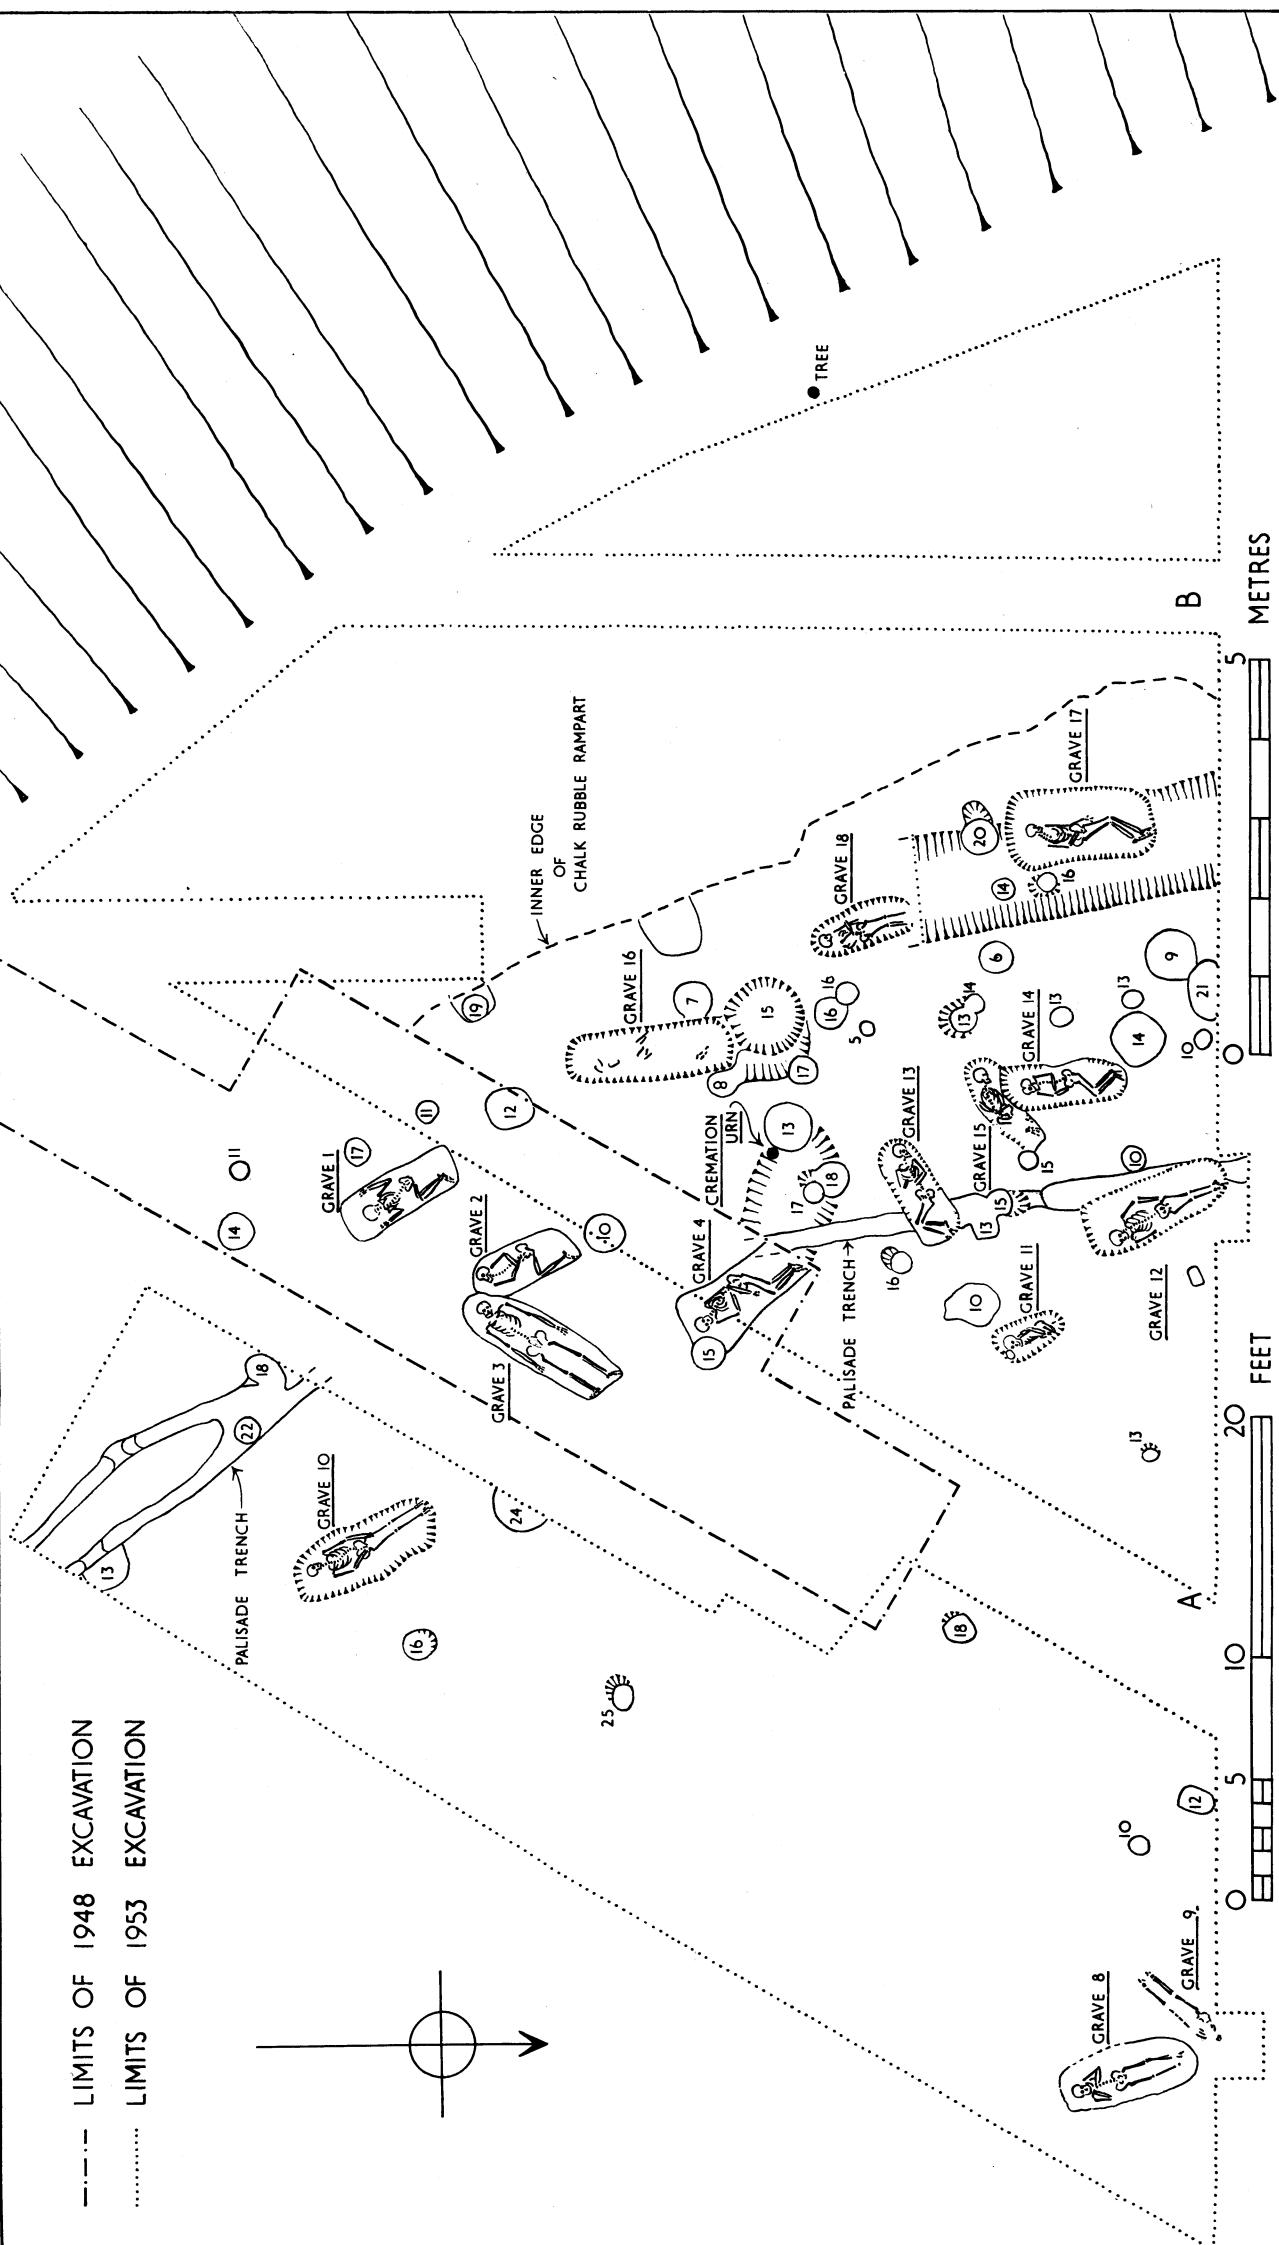 LIMITS OF 1948 EXCAVATION
LIMITS OF 1953 EXCAVATION
13
PALISADE TRENCH
22
18
14
11
GRAVE 1
17
11
GRAVE 10
16
GRAVE 3
GRAVE 2
12
19
24
10
25
INNER EDGE
OF
CHALK RUBBLE RAMPART
GRAVE 16
7
15
8
17
GRAVE 4
15
CREMATION
URN
13
17
18
16
16
5
TREE
PALISADE TRENCH
16
GRAVE 13
GRAVE 18
18
10
13
15
GRAVE 15
15
13
14
6
20
14
16
GRAVE 17
GRAVE 11
GRAVE 14
13
13
14
9
21
10
10
GRAVE 12
13
A
B
10
12
GRAVE 8
GRAVE 9
0 5 10 20 FEET
0 5 METRES